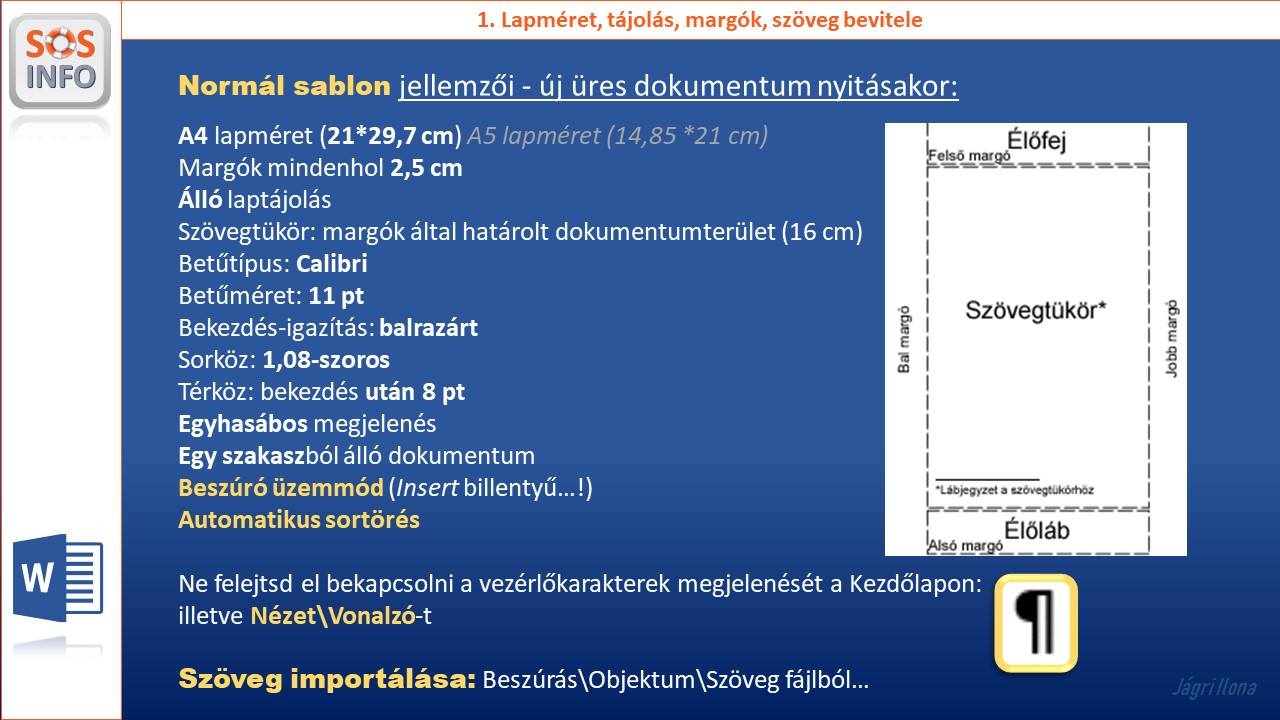 SOS
INFO
1. Lapméret, tájolás, margók, szöveg bevitele
Normál sablon jellemzői - új üres dokumentum nyitásakor:
A4 lapméret (21*29,7 cm) A5 lapméret (14,85 *21 cm)
Margók mindenhol 2,5 cm
Álló laptájolás
Szövegtükör: margók által határolt dokumentumterület (16 cm)
Betűtípus: Calibri
Betűméret: 11 pt
Bekezdés-igazítás: balrazárt
Sorköz: 1,08-szoros
Térköz: bekezdés után 8 pt
Egyhasábos megjelenés
Egy szakaszból álló dokumentum
Beszúró üzemmód (Insert billentyű...!)
Automatikus sortörés
Élőfej
Felső margó
Bal margó
Szövegtükör*
Jobb margó
*Lábjegyzet a szövegtükörhöz
Élőláb
Alsó margó
W
Ne felejtsd el bekapcsolni a vezérlőkarakterek megjelenését a Kezdőlapon:
illetve Nézet\Vonalzó-t
¶
Szöveg importálása: Beszúrás\Objektum\Szöveg fájlból...
Jágri Ilona